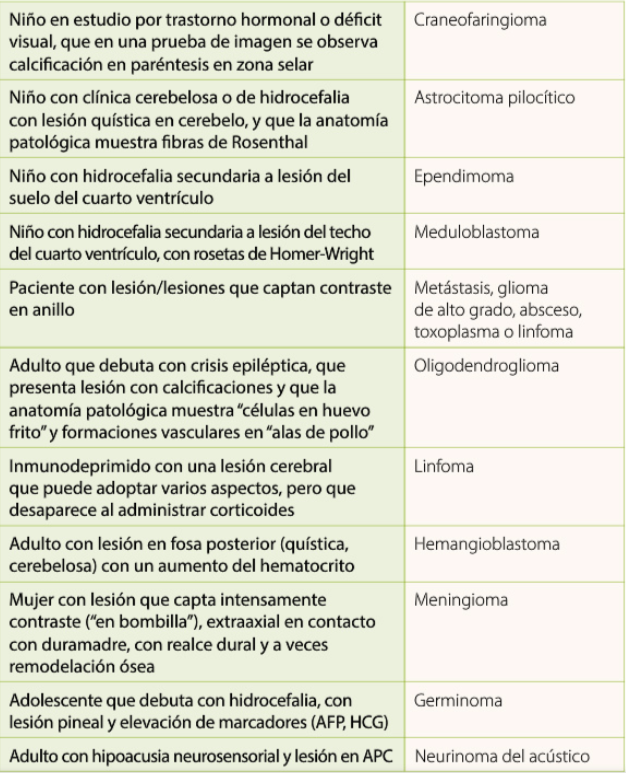 Niño en estudio por trastorno hormonal o déficit
visual, que en una prueba de imagen se observa
calcificación en paréntesis en zona selar
Craneofaringioma
Niño con clínica cerebelosa o de hidrocefalia
con lesión quística en cerebelo, y que la anatomía
patológica muestra fibras de Rosenthal
Astrocitoma pilocítico
Niño con hidrocefalia secundaria a lesión del
suelo del cuarto ventrículo
Ependimoma
Niño con hidrocefalia secundaria a lesión del techo
del cuarto ventrículo, con rosetas de Homer-Wright
Meduloblastoma
Paciente con lesión/lesiones que captan contraste
en anillo
Metástasis, glioma
de alto grado, absceso,
toxoplasma o linfoma
Adulto que debuta con crisis epiléptica, que
presenta lesión con calcificaciones y que la
anatomía patológica muestra “células en huevo
frito” y formaciones vasculares en “alas de pollo”
Oligodendroglioma
Inmunodeprimido con una lesión cerebral
que puede adoptar varios aspectos, pero que
desaparece al administrar corticoides
Linfoma
Adulto con lesión en fosa posterior (quística,
cerebelosa) con un aumento del hematocrito
Hemangioblastoma
Mujer con lesión que capta intensamente
contraste (“en bombilla”), extraaxial en contacto
con duramadre, con realce dural y a veces
remodelación ósea
Meningioma
Adolescente que debuta con hidrocefalia, con
lesión pineal y elevación de marcadores (AFP, HCG)
Germinoma
Adulto con hipoacusia neurosensorial y lesión en APC
Neurinoma del acústico